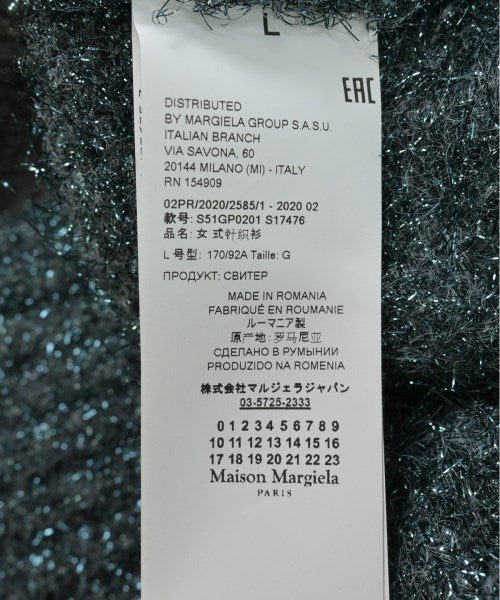 L
EAC
DISTRIBUTED
BY MARGIELA GROUP S.A.S.U.
ITALIAN BRANCH
VIA SAVONA, 60
20144 MILANO (MI) - ITALY
RN 154909
02PR/2020/2585/1 - 2020 02
款号: S51GP0201 S17476
品名: 女 式针织衫
L 号型: 170/92A Taille: G
ПРОДУКТ: СВИТЕР
MADE IN ROMANIA
FABRIQUÉ EN ROUMANIE
ルーマニア製
原产地: 罗马尼亚
СДЕЛАНО В РУМЫНИИ
PRODUZIDO NA ROMENIA
株式会社マルジェラジャパン
03-5725-2333
0 1 2 3 4 5 6 7 8 9
10 11 12 13 14 15 16
17 18 19 20 21 22 23
Maison Margiela
PARIS